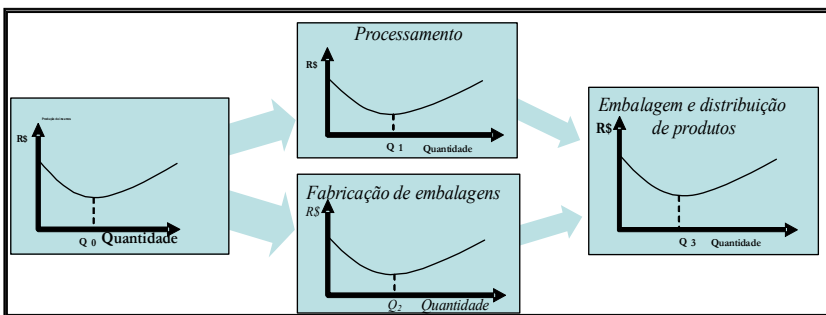 R$
Q 0 Quantidade
Processamento
R$
Q 1 Quantidade
Fabricação de embalagens
R$
Q2 Quantidade
Embalagem e distribuição
de produtos
R$
Q 3 Quantidade